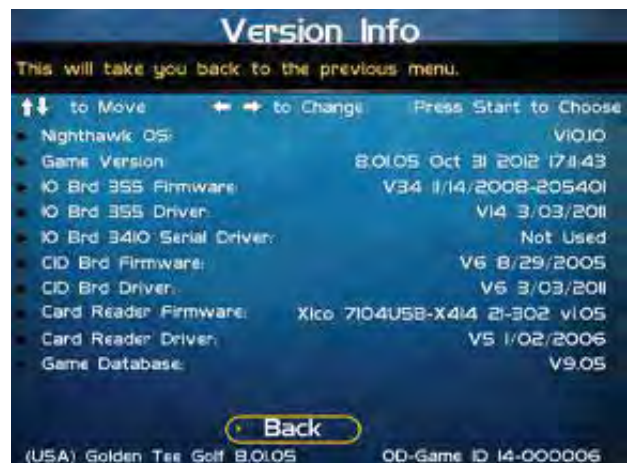 Version Info
This will take you back to the previous menu.
↑↓ to Move ← → to Change Press Start to Choose
Nighthawk OS: V10.10
Game Version: 8.01.05 Oct 31 2012 17:11:43
IO Brd 355 Firmware: V34 11/14/2008-205401
IO Brd 355 Driver: V14 3/03/2011
IO Brd 3410 Serial Driver: Not Used
CID Brd Firmware: V6 8/29/2005
CID Brd Driver: V6 3/03/2011
Card Reader Firmware: Xico 7104USB-X414 21-302 v1.05
Card Reader Driver: V5 1/02/2006
Game Database: V9.05
Back
(USA) Golden Tee Golf 8.01.05 OD-Game ID 14-000006